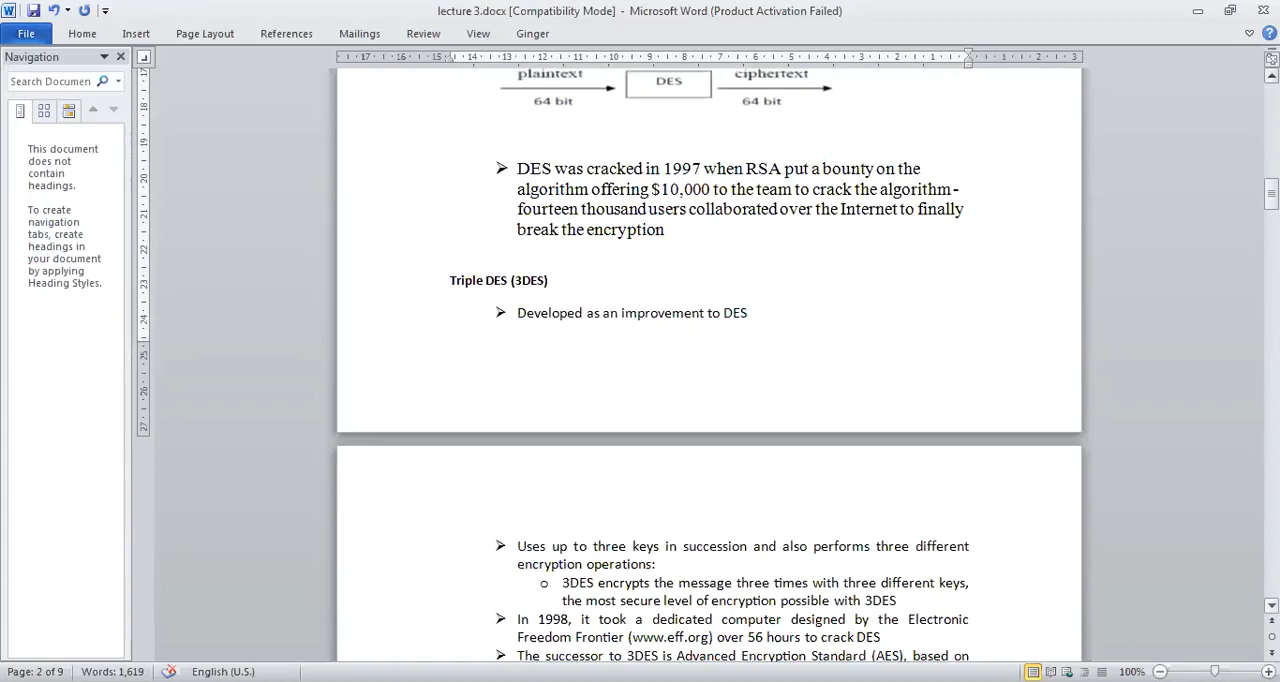 lecture 3.docx [Compatibility Mode] - Microsoft Word (Product Activation Failed)
File Home Insert Page Layout References Mailings Review View Ginger
Navigation
Search Documen
This document
does not
contain
headings.
To create
navigation
tabs, create
headings in
your document
by applying
Heading Styles.
plaintext DES ciphertext
64 bit 64 bit
➢ DES was cracked in 1997 when RSA put a bounty on the
algorithm offering $10,000 to the team to crack the algorithm -
fourteen thousand users collaborated over the Internet to finally
break the encryption
Triple DES (3DES)
➢ Developed as an improvement to DES
➢ Uses up to three keys in succession and also performs three different
encryption operations:
o 3DES encrypts the message three times with three different keys,
the most secure level of encryption possible with 3DES
➢ In 1998, it took a dedicated computer designed by the Electronic
Freedom Frontier (www.eff.org) over 56 hours to crack DES
➢ The successor to 3DES is Advanced Encryption Standard (AES), based on
Page: 2 of 9 Words: 1,619 English (U.S.) 100%